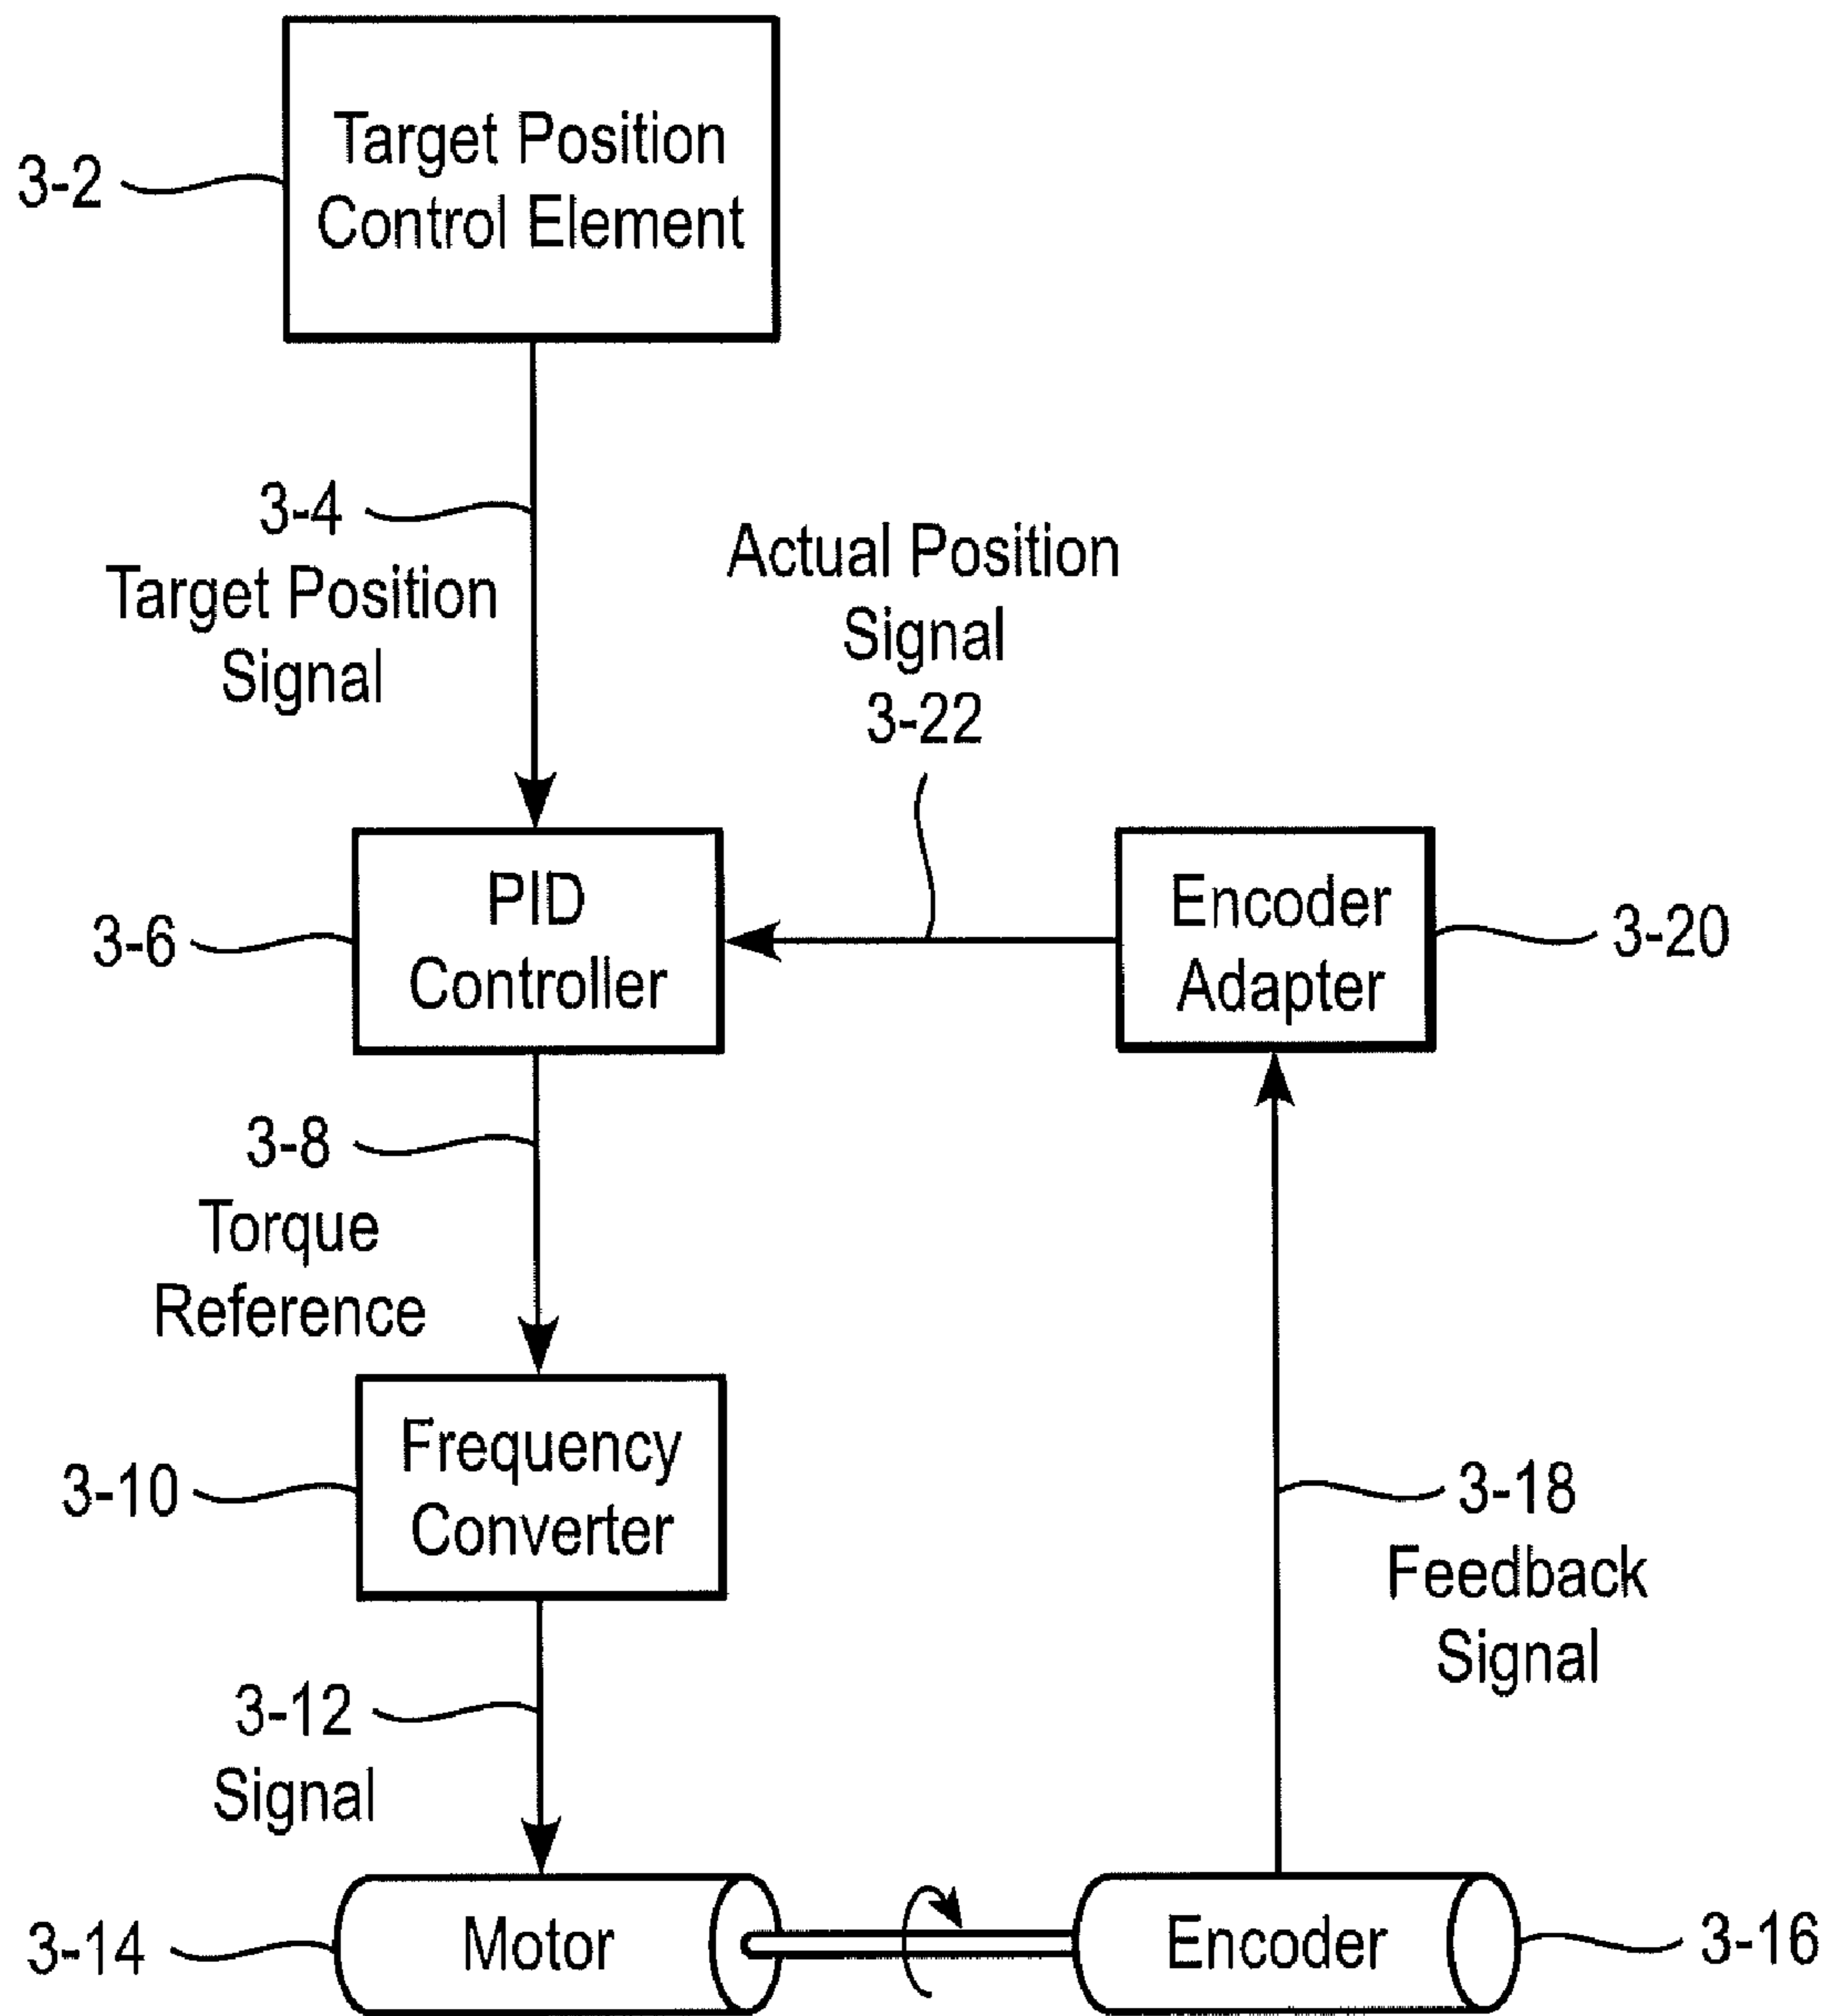 Target Position
Control Element
3-2
3-4
Target Position
Signal
Actual Position
Signal
3-22
PID
Controller
3-6
Encoder
Adapter
3-20
3-8
Torque
Reference
Frequency
Converter
3-10
3-18
Feedback
Signal
3-12
Signal
Motor
3-14
Encoder
3-16